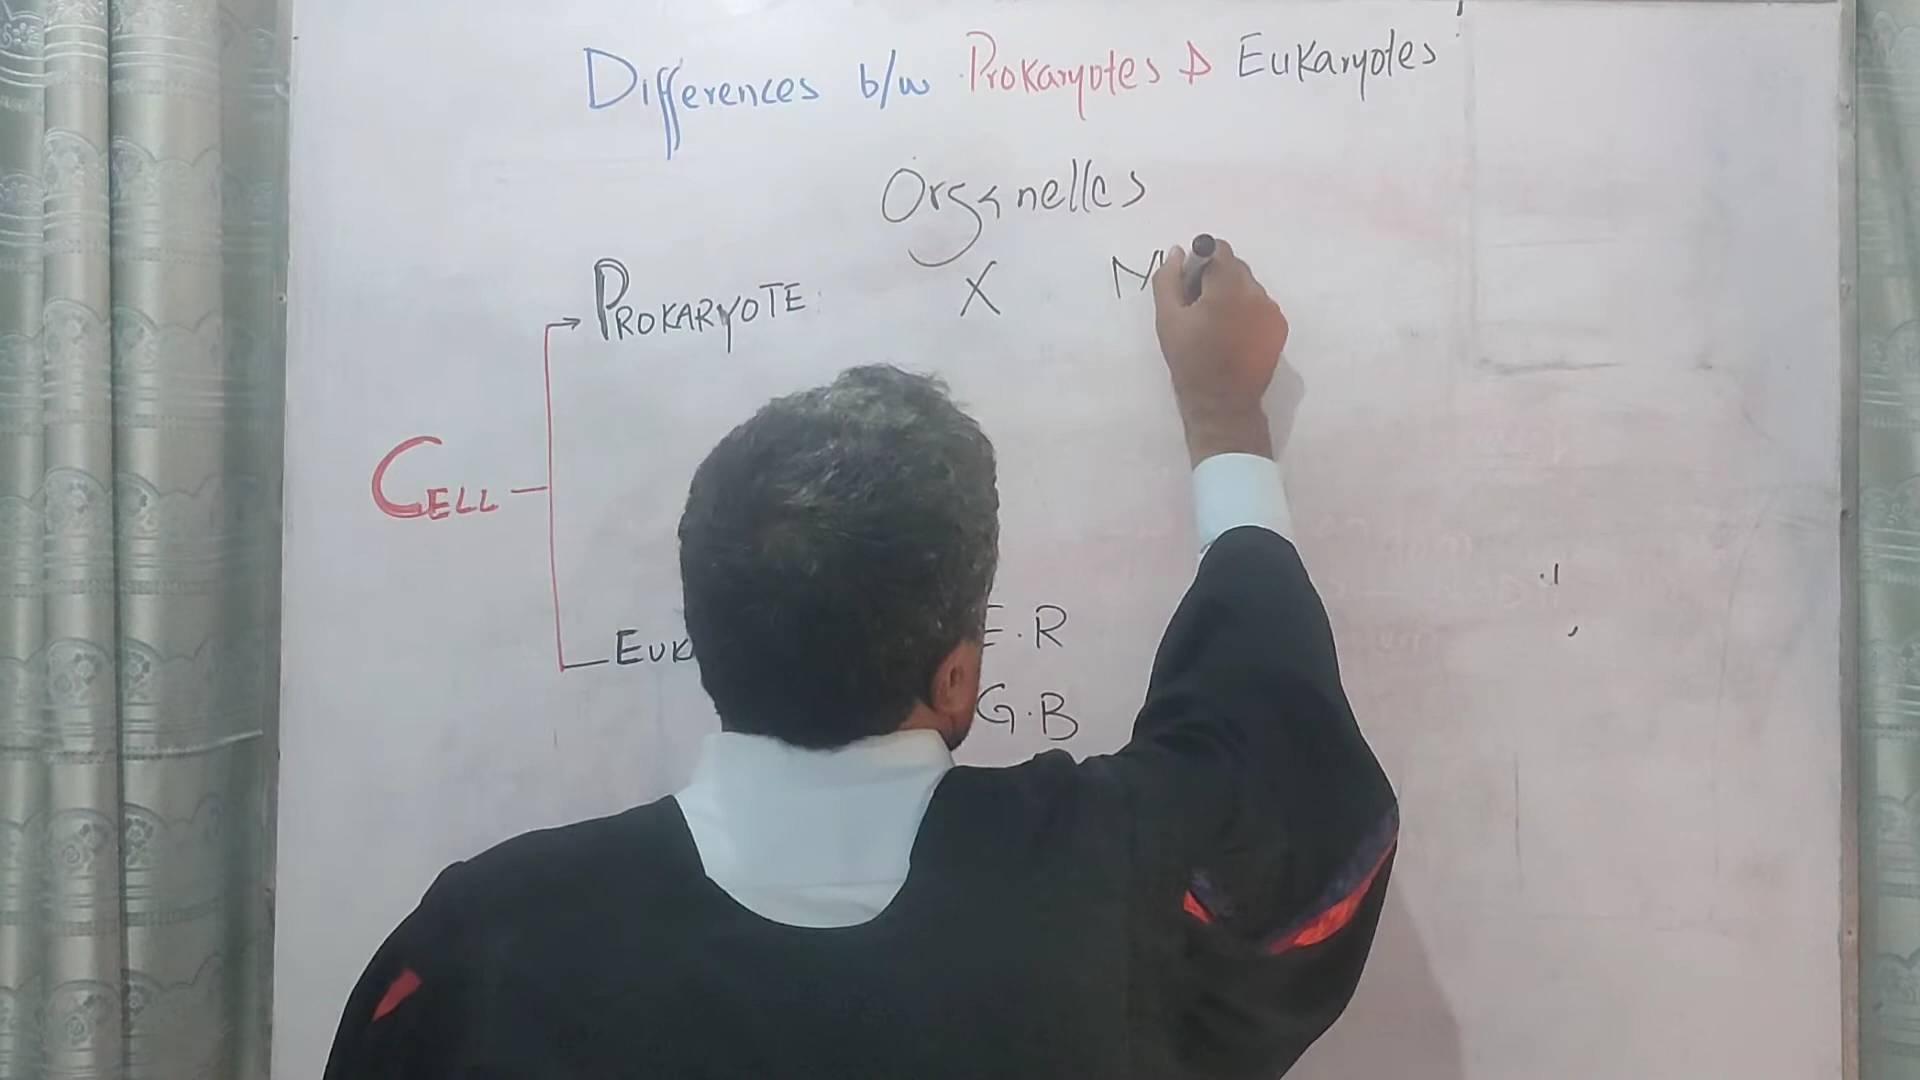 Differences b/w Prokaryotes & Eukaryotes
Organelles
PROKARYOTE: X
CELL
E.R
G.B